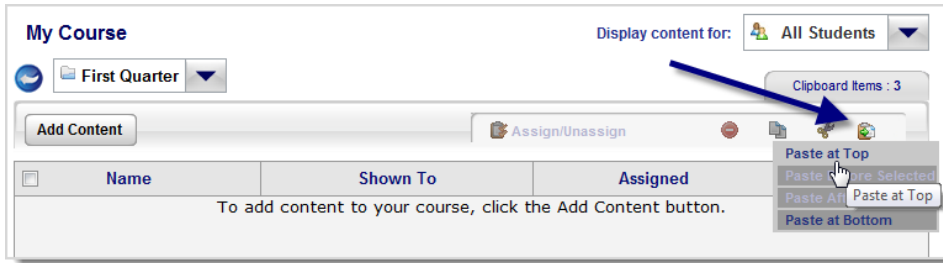 My Course
Display content for: All Students
First Quarter
Clipboard Items : 3
Add Content
Assign/Unassign
Paste at Top
Name Shown To Assigned
Paste Selected
Paste Paste at Top
To add content to your course, click the Add Content button.
Paste at Bottom